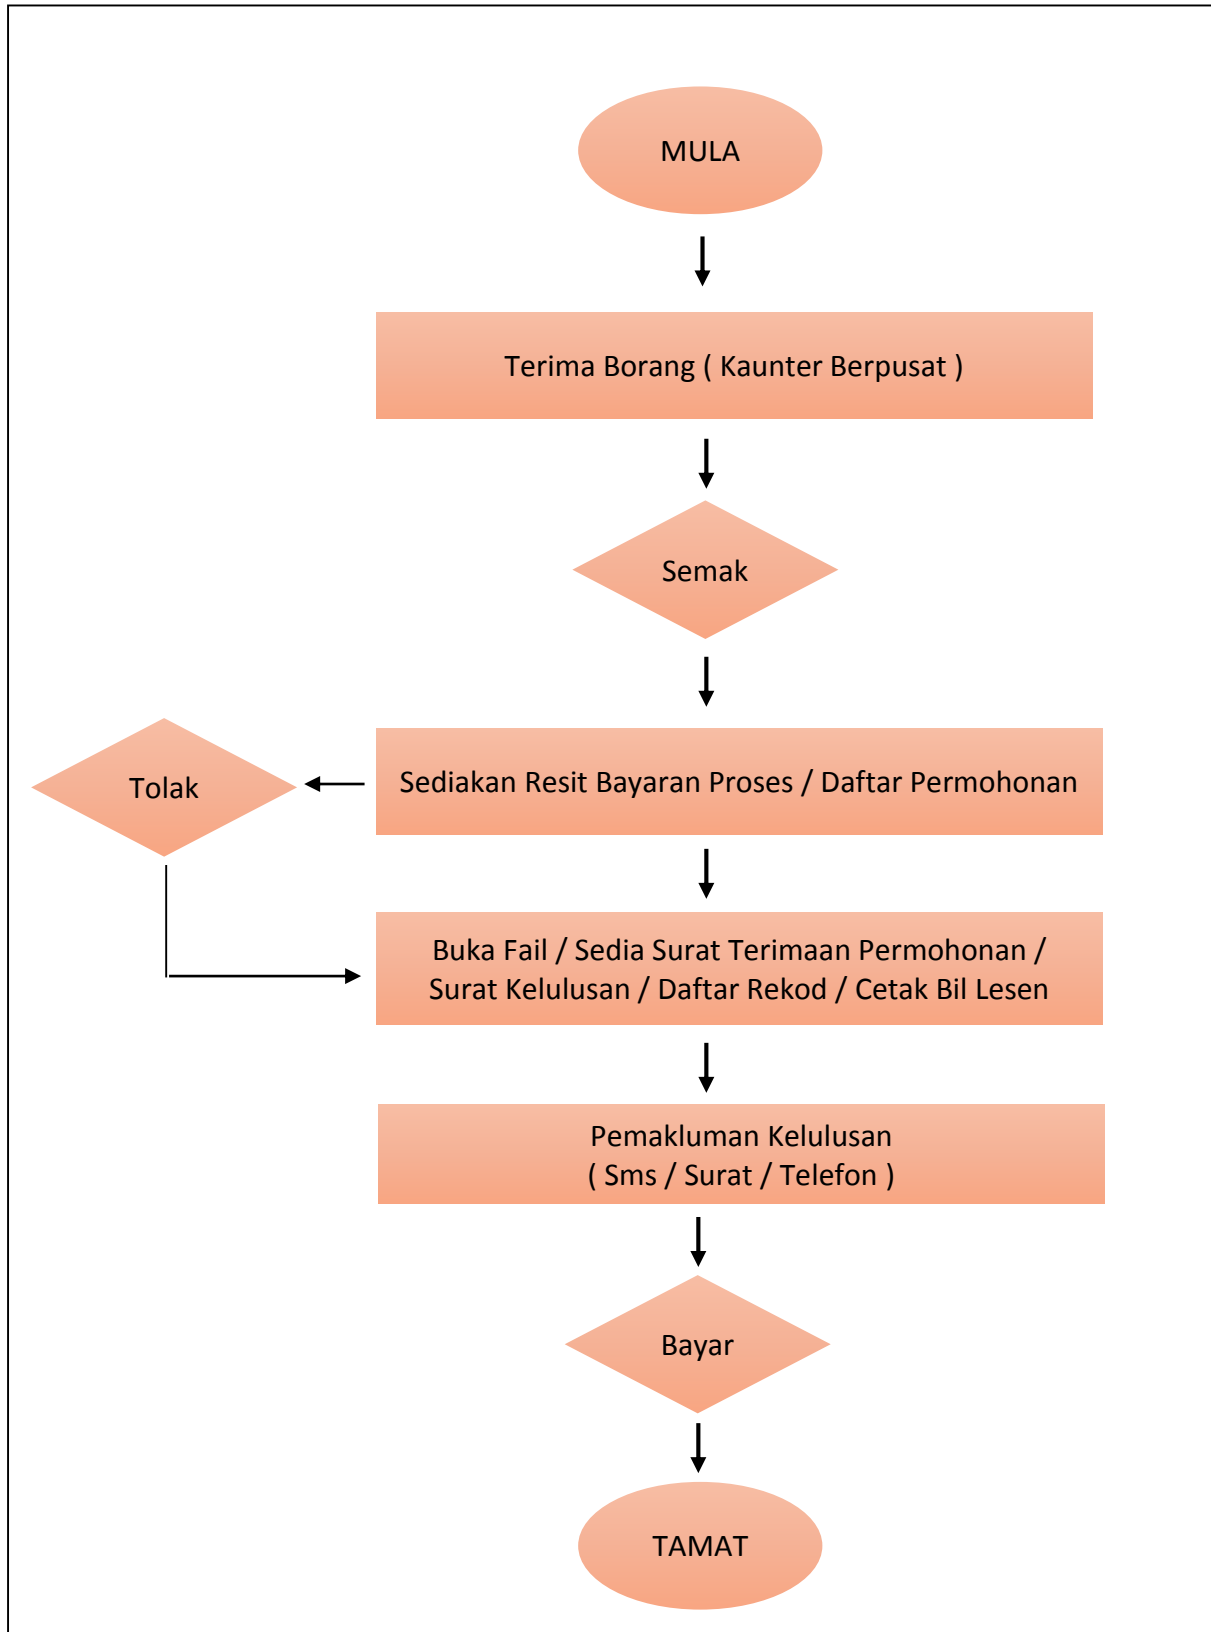 MULA
Terima Borang ( Kaunter Berpusat )
Semak
Sediakan Resit Bayaran Proses / Daftar Permohonan
Tolak
Buka Fail / Sedia Surat Terimaan Permohonan /
Surat Kelulusan / Daftar Rekod / Cetak Bil Lesen
Pemakluman Kelulusan
( Sms / Surat / Telefon )
Bayar
TAMAT